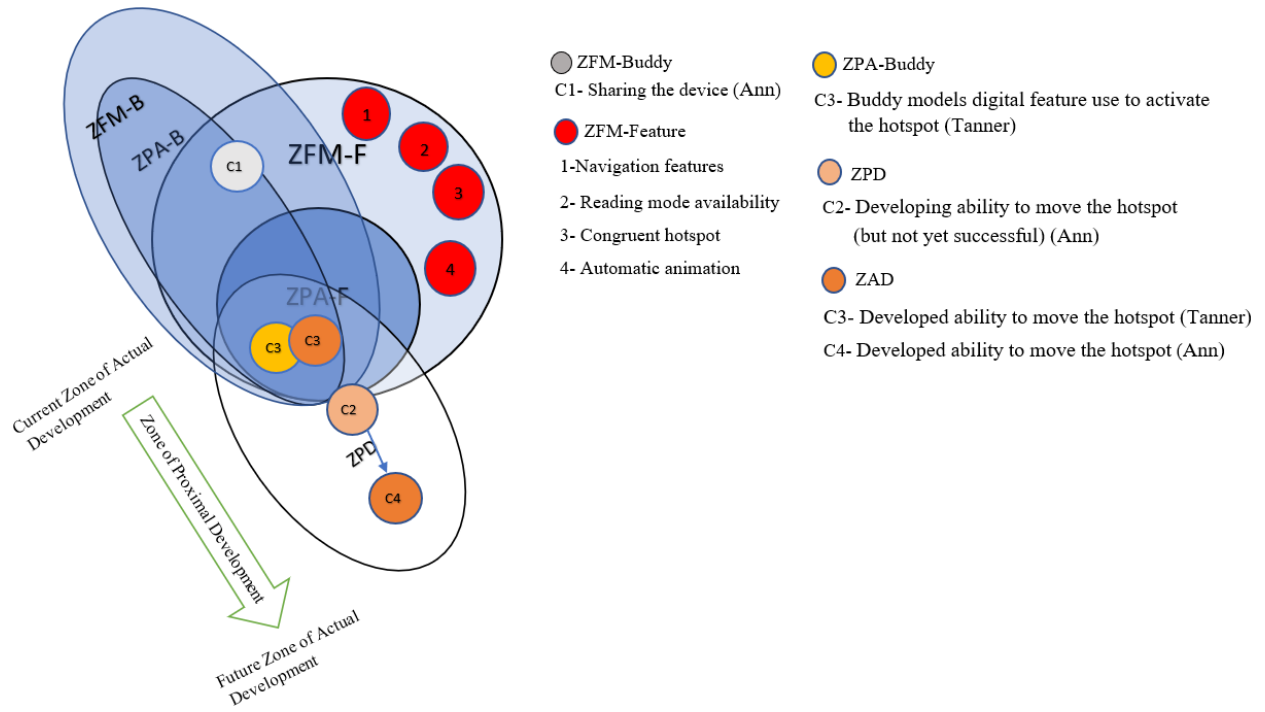 ZFM-B
ZPA-B
C1
ZFM-F
1
2
3
4
ZPA-F
C3
C3
C2
ZPD
C4
Current Zone of Actual
Development
Zone of Proximal Development
Future Zone of Actual
Development
ZFM-Buddy
C1- Sharing the device (Ann)
ZFM-Feature
1-Navigation features
2- Reading mode availability
3- Congruent hotspot
4- Automatic animation
ZPA-Buddy
C3- Buddy models digital feature use to activate
the hotspot (Tanner)
ZPD
C2- Developing ability to move the hotspot
(but not yet successful) (Ann)
ZAD
C3- Developed ability to move the hotspot (Tanner)
C4- Developed ability to move the hotspot (Ann)